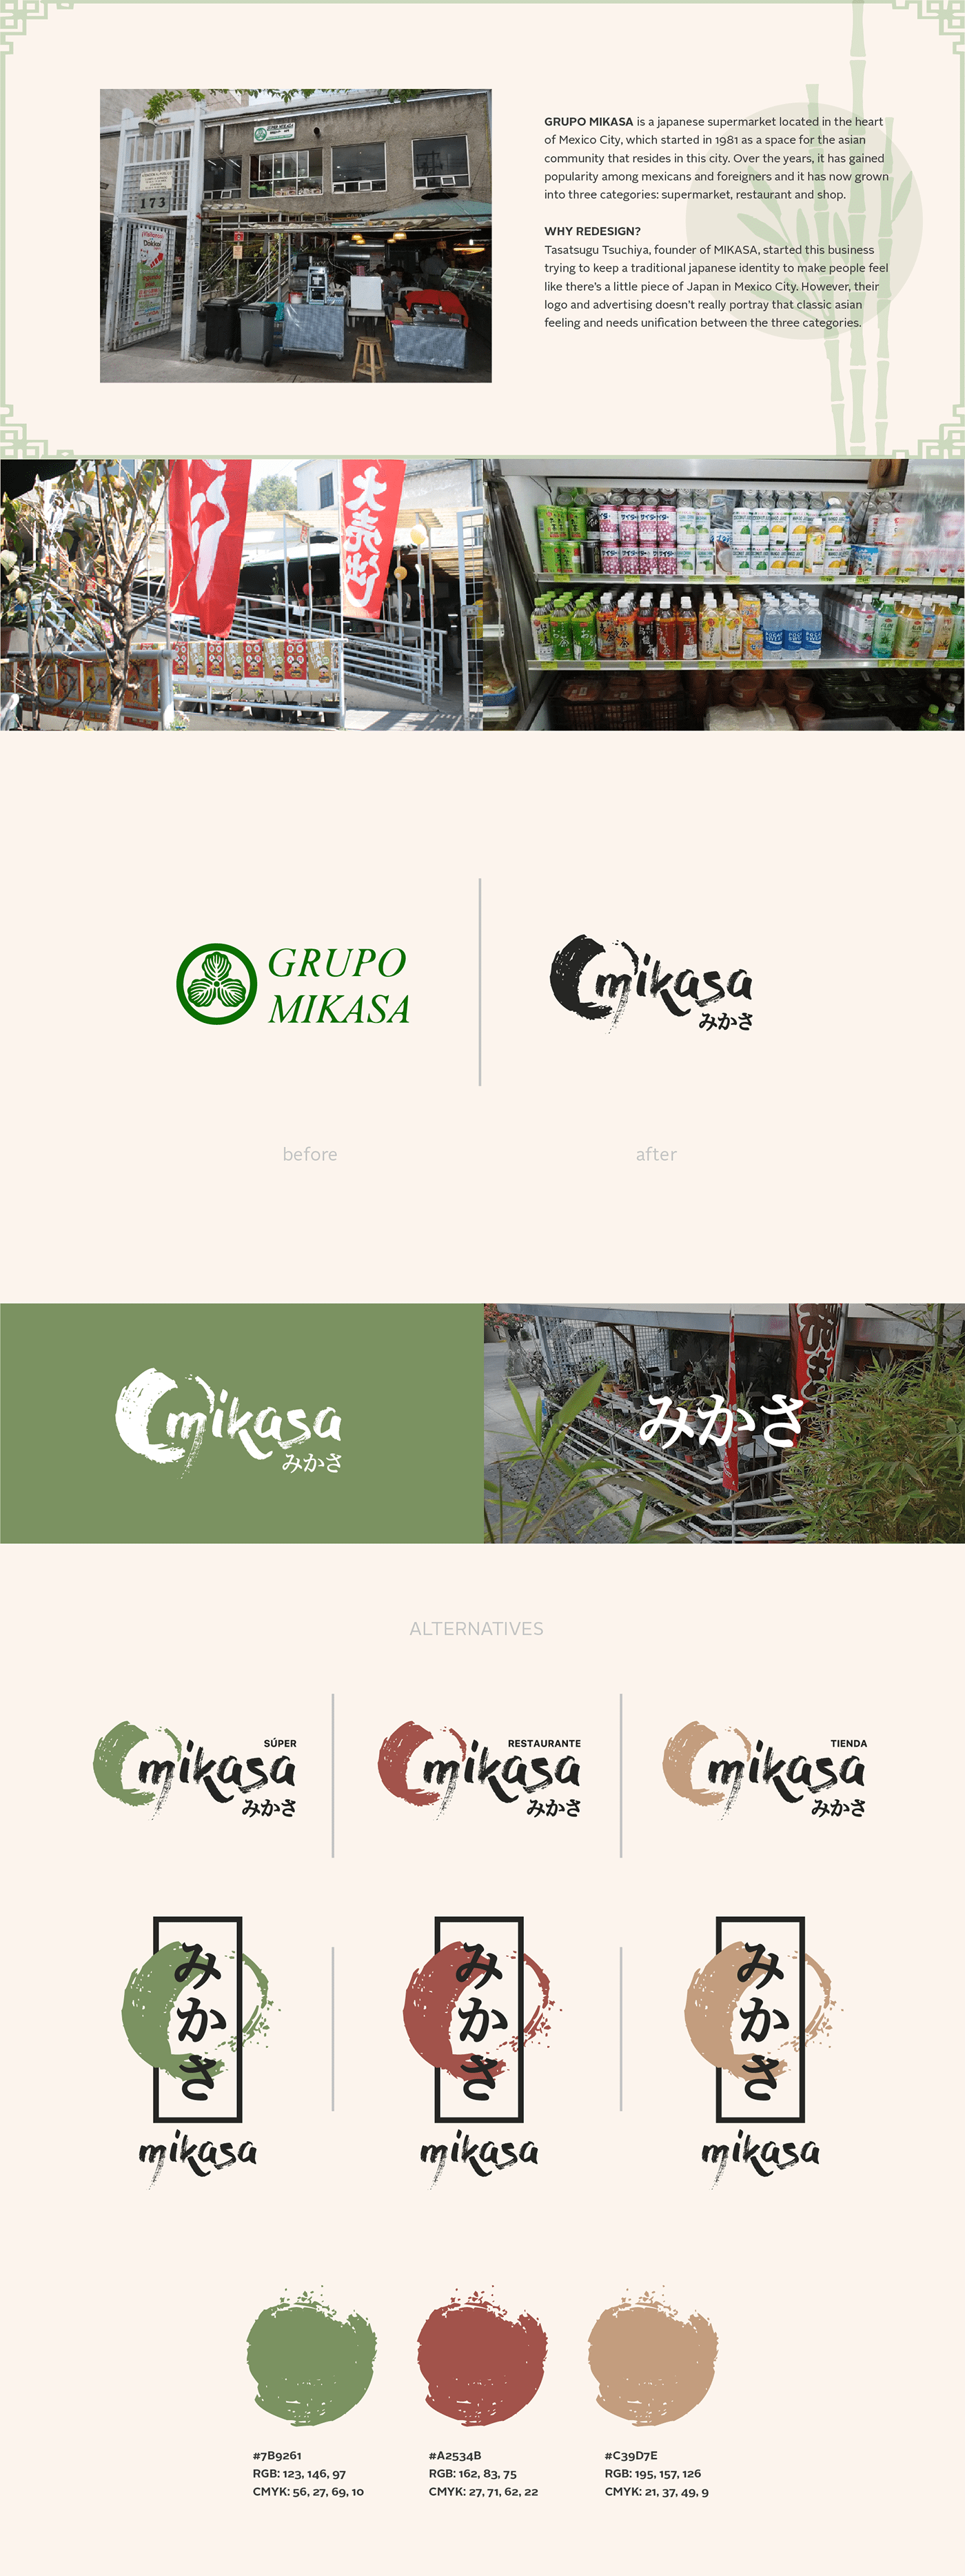 173
GRUPO MIKASA is a japanese supermarket located in the heart
of Mexico City, which started in 1981 as a space for the asian
community that resides in this city. Over the years, it has gained
popularity among mexicans and foreigners and it has now grown
into three categories: supermarket, restaurant and shop.
WHY REDESIGN?
Tasatsugu Tsuchiya, founder of MIKASA, started this business
trying to keep a traditional japanese identity to make people feel
like there's a little piece of Japan in Mexico City. However, their
logo and advertising doesn't really portray that classic asian
feeling and needs unification between the three categories.
大売出し
GRUPO
MIKASA
mikasa
みかさ
before
after
mikasa
みかさ
みかさ
ALTERNATIVES
SÚPER
mikasa
みかさ
RESTAURANTE
mikasa
みかさ
TIENDA
mikasa
みかさ
みかさ
mikasa
みかさ
mikasa
みかさ
mikasa
#7B9261
RGB: 123, 146, 97
CMYK: 56, 27, 69, 10
#A2534B
RGB: 162, 83, 75
CMYK: 27, 71, 62, 22
#C39D7E
RGB: 195, 157, 126
CMYK: 21, 37, 49, 9